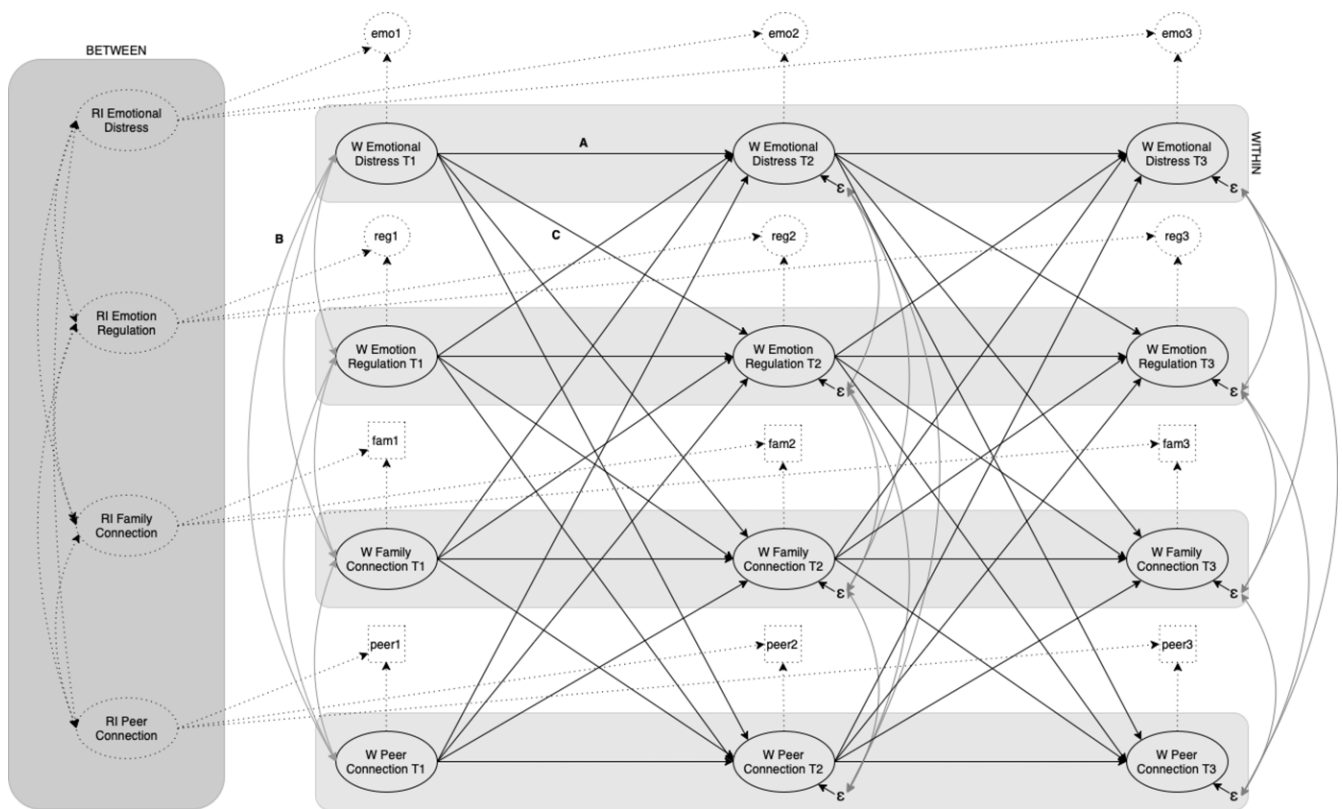 emo1
emo2
emo3
BETWEEN
RI Emotional
Distress
W Emotional
Distress T1
A
W Emotional
Distress T2
ε
W Emotional
Distress T3
ε
WITHIN
B
reg1
C
reg2
reg3
RI Emotion
Regulation
W Emotion
Regulation T1
W Emotion
Regulation T2
ε
W Emotion
Regulation T3
ε
fam1
fam2
fam3
RI Family
Connection
W Family
Connection T1
W Family
Connection T2
ε
W Family
Connection T3
ε
peer1
peer2
peer3
RI Peer
Connection
W Peer
Connection T1
W Peer
Connection T2
ε
W Peer
Connection T3
ε